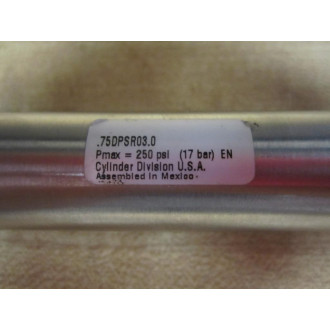 .75DPSR03.0
Pmax = 250 psi (17 bar) EN
Cylinder Division U.S.A.
Assembled in Mexico-